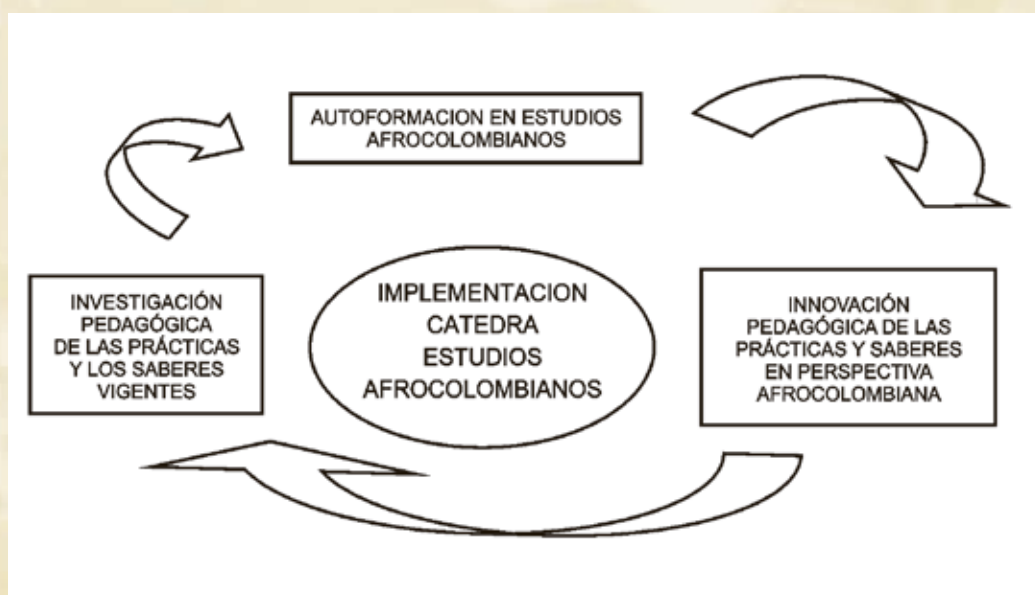 AUTOFORMACION EN ESTUDIOS
AFROCOLOMBIANOS
INVESTIGACIÓN
PEDAGÓGICA
DE LAS PRÁCTICAS
Y LOS SABERES
VIGENTES
IMPLEMENTACION
CATEDRA
ESTUDIOS
AFROCOLOMBIANOS
INNOVACIÓN
PEDAGÓGICA DE LAS
PRÁCTICAS Y SABERES
EN PERSPECTIVA
AFROCOLOMBIANA